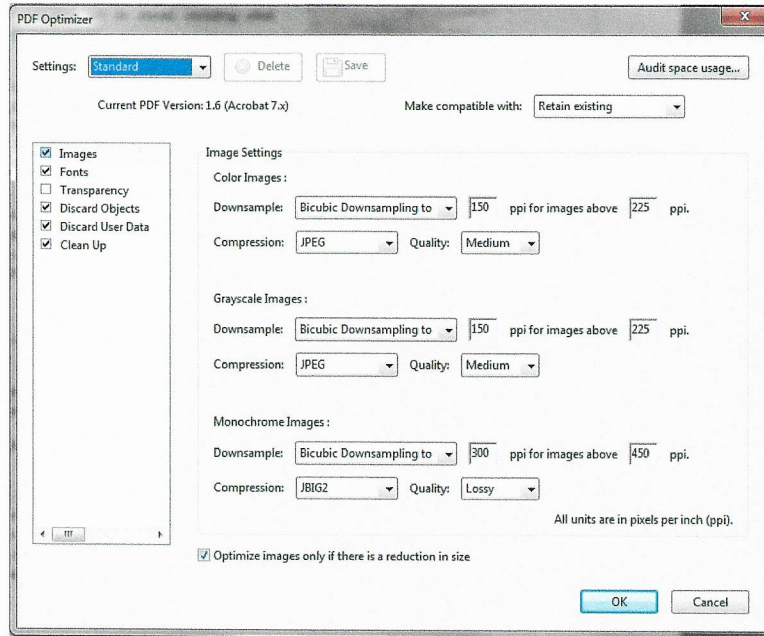 PDF Optimizer
Settings: Standard Delete Save Audit space usage...
Current PDF Version: 1.6 (Acrobat 7.x) Make compatible with: Retain existing
Images
Fonts
Transparency
Discard Objects
Discard User Data
Clean Up
Image Settings
Color Images :
Downsample: Bicubic Downsampling to 150 ppi for images above 225 ppi.
Compression: JPEG Quality: Medium
Grayscale Images :
Downsample: Bicubic Downsampling to 150 ppi for images above 225 ppi.
Compression: JPEG Quality: Medium
Monochrome Images :
Downsample: Bicubic Downsampling to 300 ppi for images above 450 ppi.
Compression: JBIG2 Quality: Lossy
All units are in pixels per inch (ppi).
Optimize images only if there is a reduction in size
OK Cancel